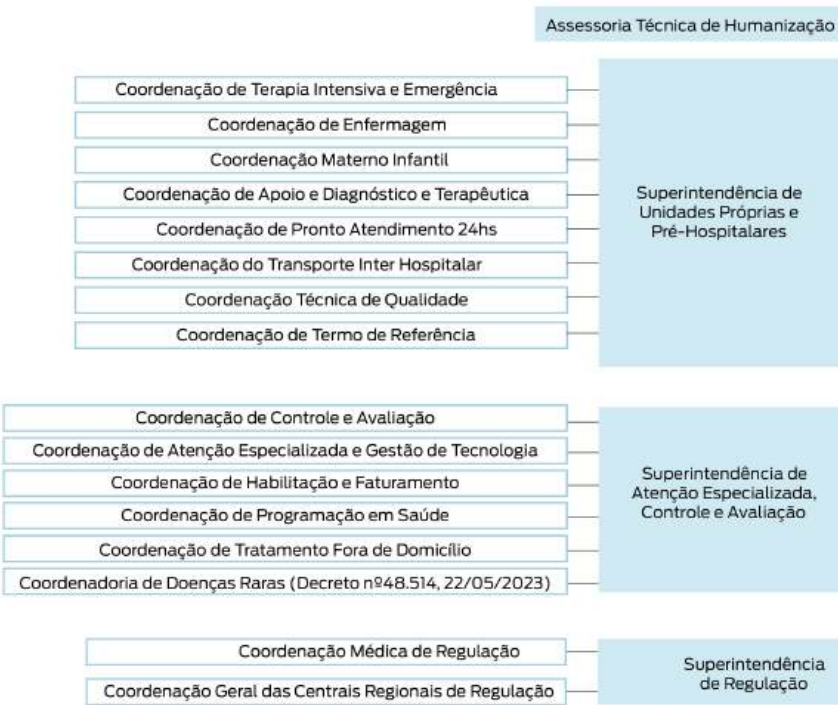 Assessoria Técnica de Humanização
Coordenação de Terapia Intensiva e Emergência
Coordenação de Enfermagem
Coordenação Materno Infantil
Coordenação de Apoio e Diagnóstico e Terapêutica
Coordenação de Pronto Atendimento 24hs
Coordenação do Transporte Inter Hospitalar
Coordenação Técnica de Qualidade
Coordenação de Termo de Referência
Superintendência de
Unidades Próprias e
Pré-Hospitalares
Coordenação de Controle e Avaliação
Coordenação de Atenção Especializada e Gestão de Tecnologia
Coordenação de Habilitação e Faturamento
Coordenação de Programação em Saúde
Coordenação de Tratamento Fora de Domicílio
Coordenadoria de Doenças Raras (Decreto nº48.514, 22/05/2023)
Superintendência de
Atenção Especializada,
Controle e Avaliação
Coordenação Médica de Regulação
Coordenação Geral das Centrais Regionais de Regulação
Superintendência
de Regulação